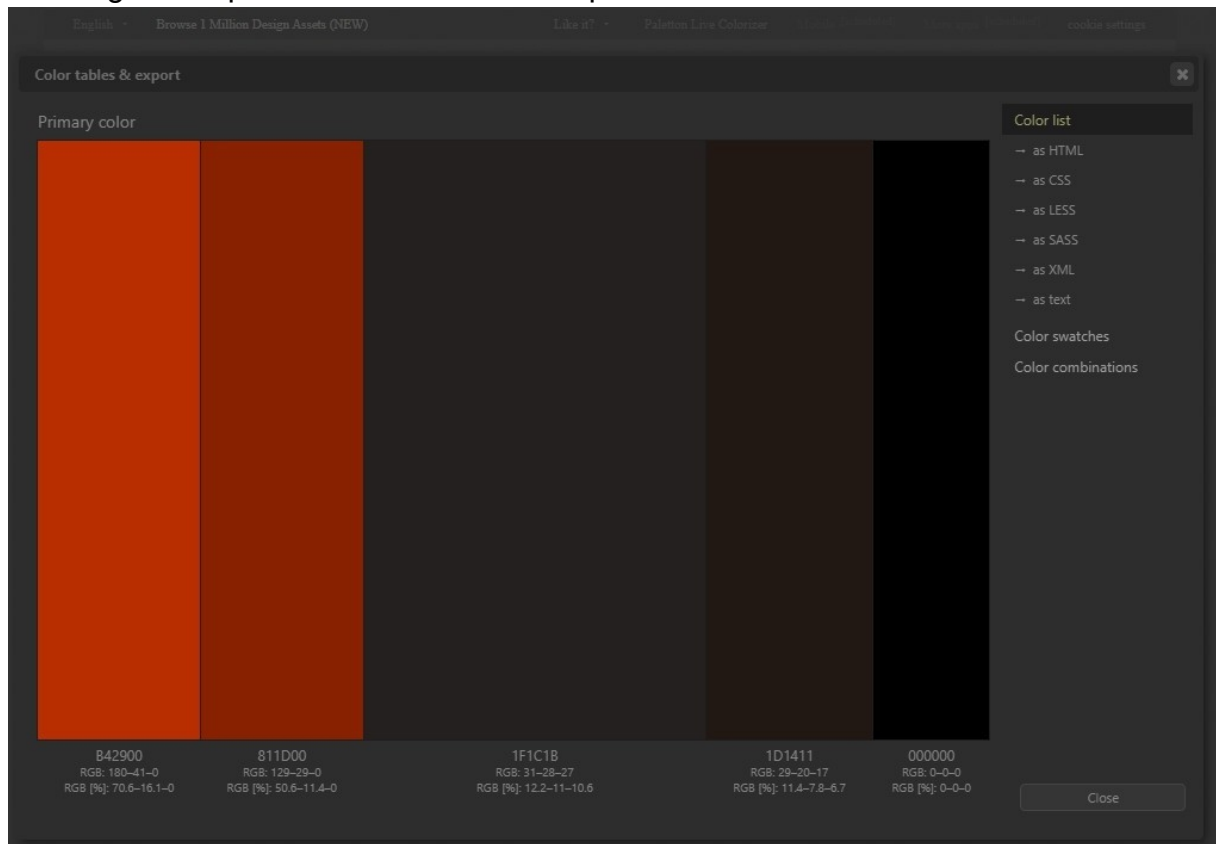 English Browse 1 Million Design Assets (NEW) Like it? Paletton Live Colorizer cookie settings
Color tables & export
Primary color
Color list
→ as HTML
→ as CSS
→ as LESS
→ as SASS
→ as XML
→ as text
Color swatches
Color combinations
B42900 811D00 1F1C1B 1D1411 000000
RGB: 180–41–0 RGB: 129–29–0 RGB: 31–28–27 RGB: 29–20–17 RGB: 0–0–0
RGB [%]: 70.6–16.1–0 RGB [%]: 50.6–11.4–0 RGB [%]: 12.2–11–10.6 RGB [%]: 11.4–7.8–6.7 RGB [%]: 0–0–0
Close